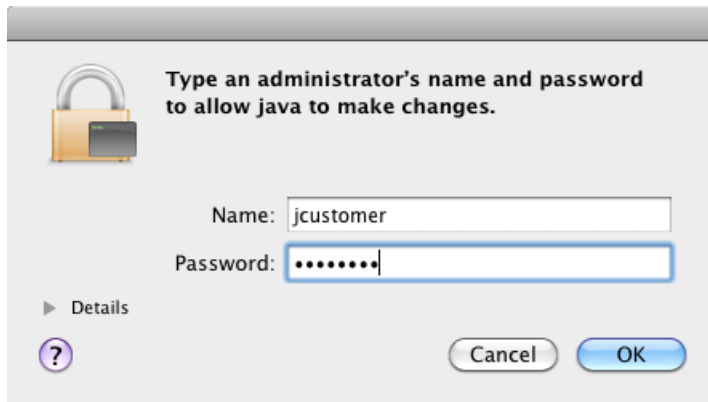 Type an administrator's name and password
to allow java to make changes.
Name: jcustomer
Password: ••••••••
Details
?
Cancel OK